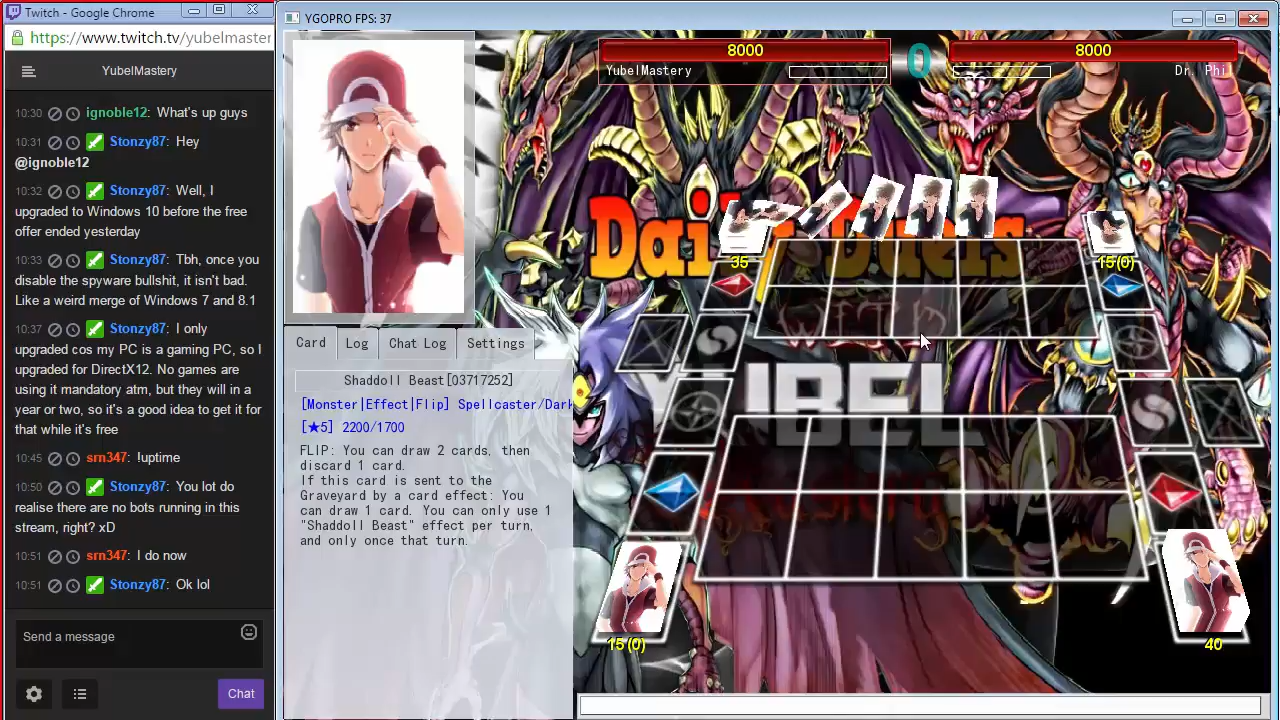 Twitch - Google Chrome
https://www.twitch.tv/yubelmaster
YubelMastery
10:30 ignoble12: What's up guys
10:31 Stonzy87: Hey
@ignoble12
10:32 Stonzy87: Well, I
upgraded to Windows 10 before the free
offer ended yesterday
10:33 Stonzy87: Tbh, once you
disable the spyware bullshit, it isn't bad.
Like a weird merge of Windows 7 and 8.1
10:37 Stonzy87: I only
upgraded cos my PC is a gaming PC, so I
upgraded for DirectX12. No games are
using it mandatory atm, but they will in a
year or two, so it's a good idea to get it for
that while it's free
10:45 srn347: !uptime
10:50 Stonzy87: You lot do
realise there are no bots running in this
stream, right? xD
10:51 srn347: I do now
10:51 Stonzy87: Ok lol
Send a message
Chat
YGOPRO FPS: 37
Card Log Chat Log Settings
Shaddoll Beast[03717252]
[Monster|Effect|Flip] Spellcaster/Dark
[★5] 2200/1700
FLIP: You can draw 2 cards, then
discard 1 card.
If this card is sent to the
Graveyard by a card effect: You
can draw 1 card. You can only use 1
"Shaddoll Beast" effect per turn,
and only once that turn.
8000 0 8000
YubelMastery Dr. Phi
Duels
35 15(0)
WITH
YUBEL
Mastery
15(0) 40